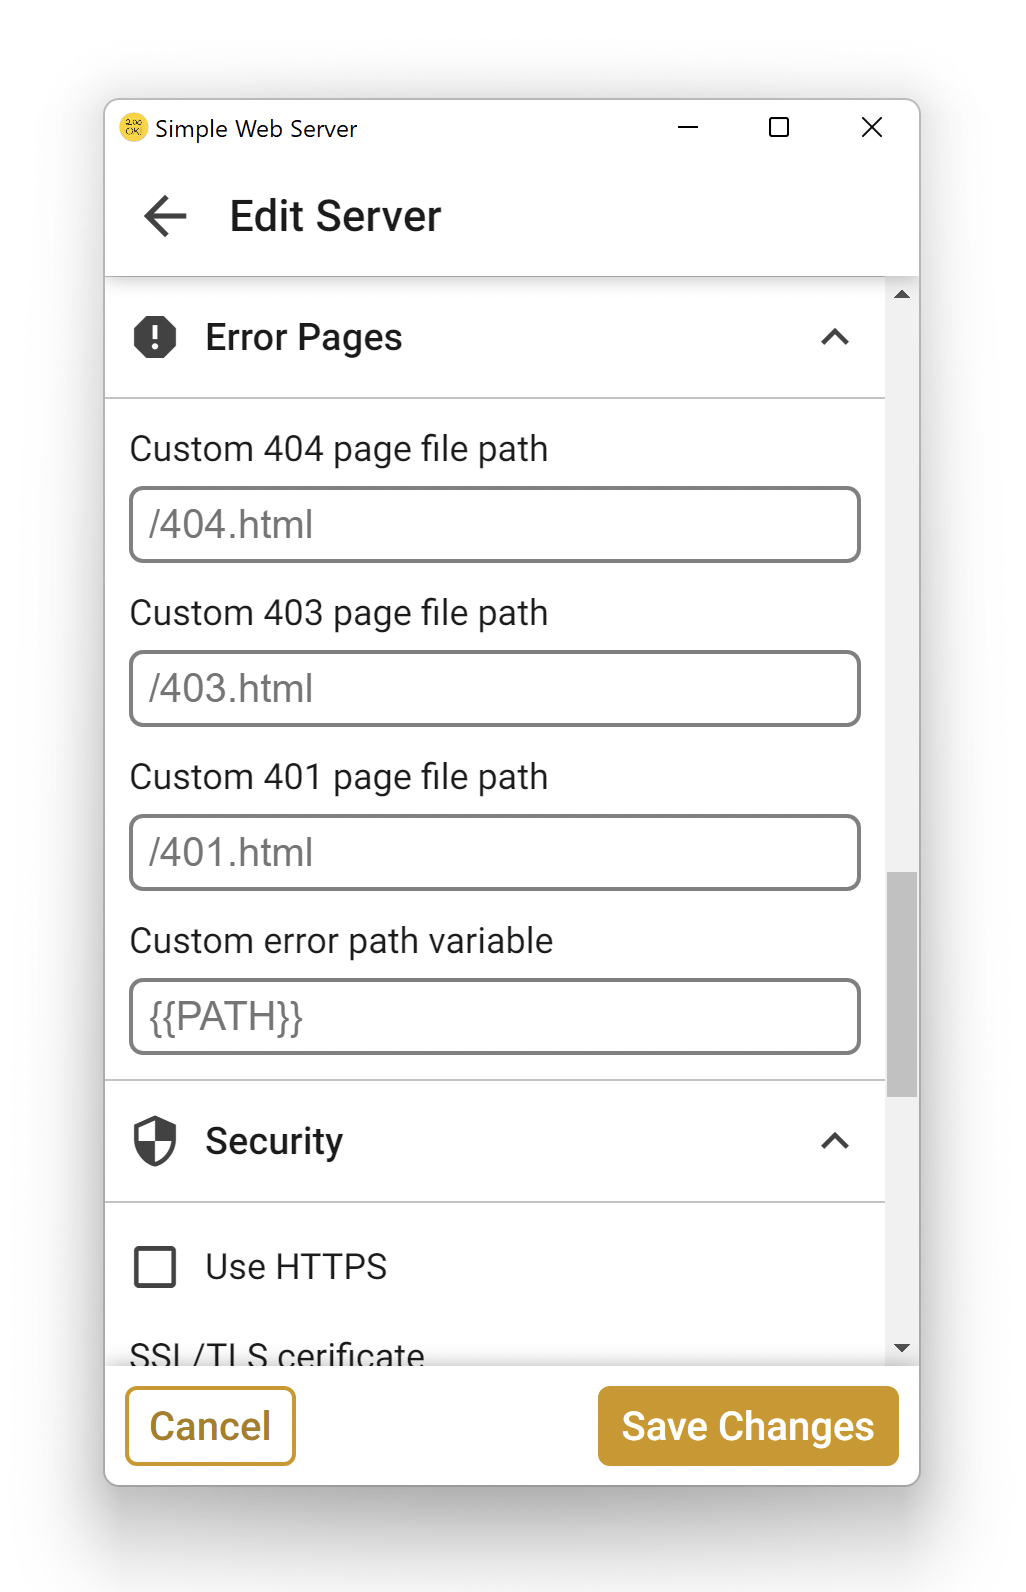 200 OK!
Simple Web Server
Edit Server
Error Pages
Custom 404 page file path
/404.html
Custom 403 page file path
/403.html
Custom 401 page file path
/401.html
Custom error path variable
{{PATH}}
Security
Use HTTPS
SSL/TLS cerificate
Cancel
Save Changes